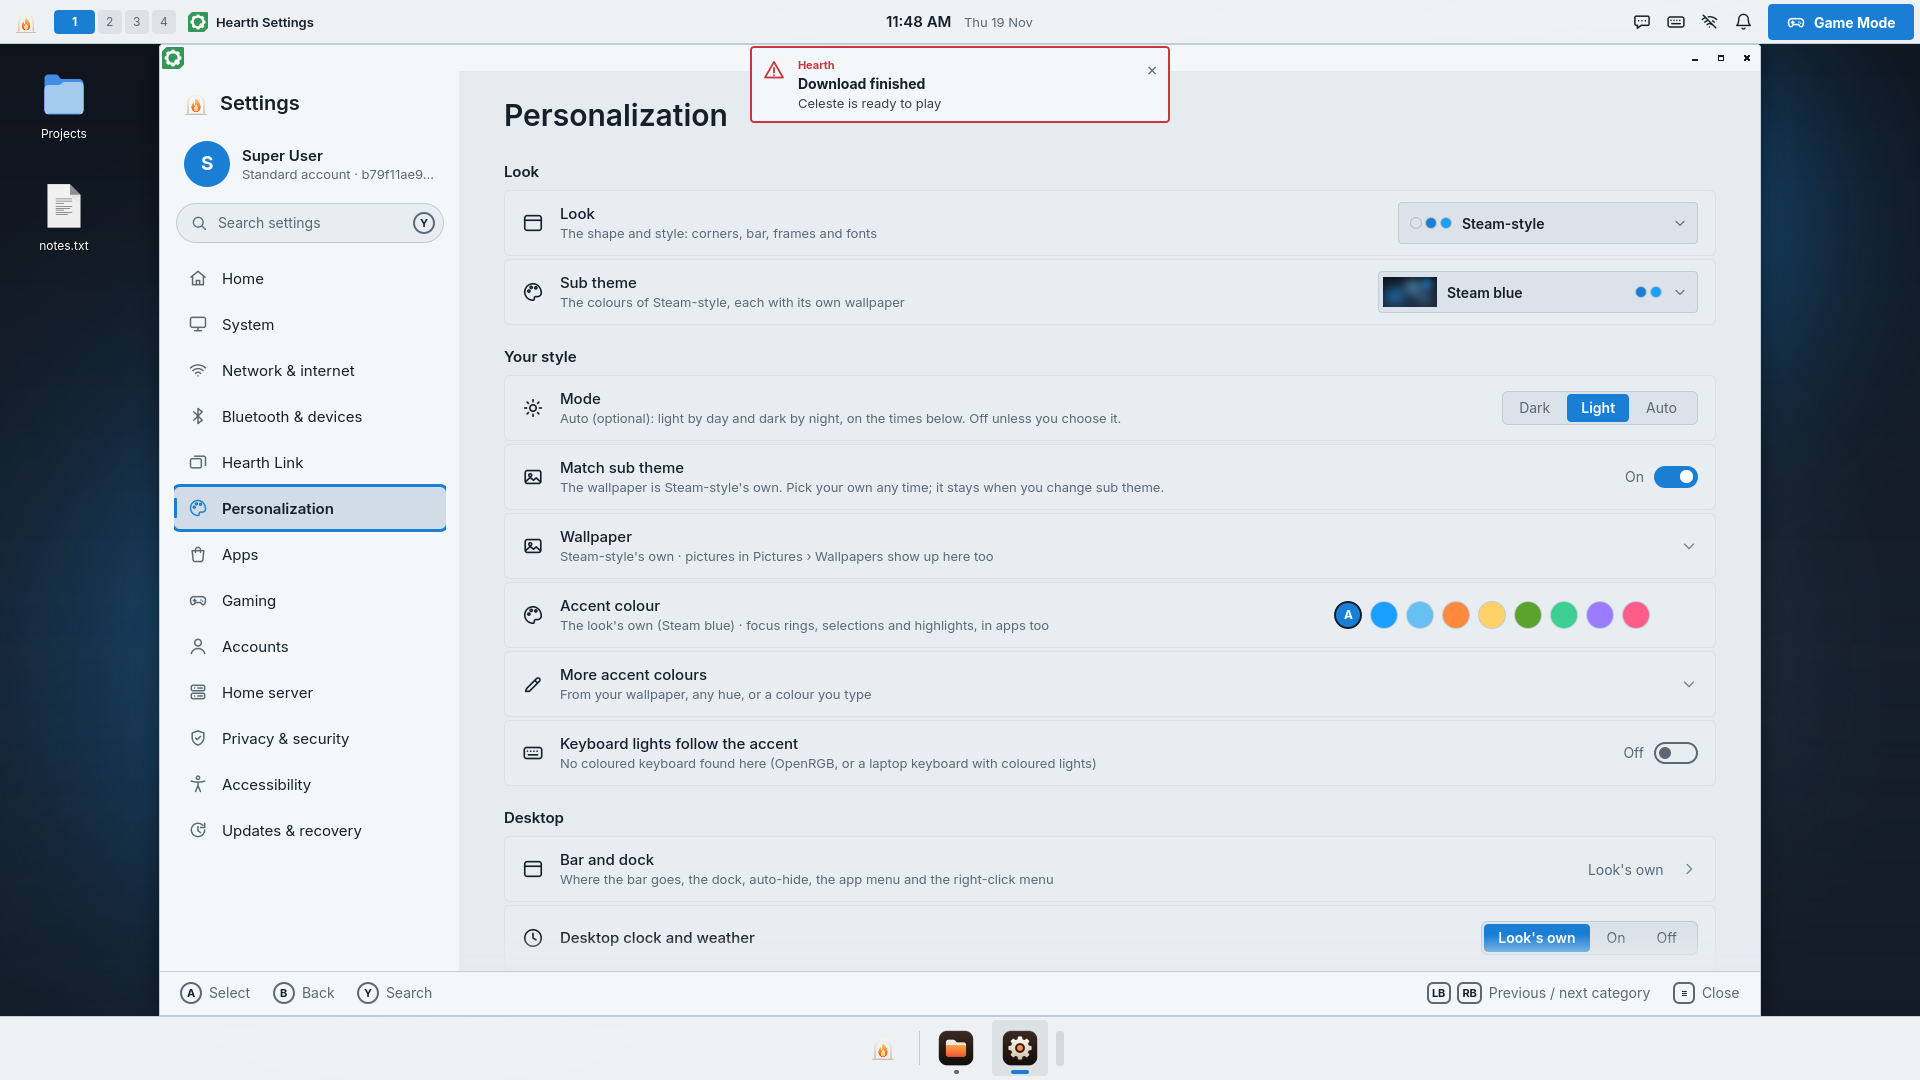 1 2 3 4 Hearth Settings
11:48 AM Thu 19 Nov
Game Mode
Projects
notes.txt
Settings
S
Super User
Standard account · b79f11ae9...
Search settings Y
Home
System
Network & internet
Bluetooth & devices
Hearth Link
Personalization
Apps
Gaming
Accounts
Home server
Privacy & security
Accessibility
Updates & recovery
Hearth
Download finished
Celeste is ready to play
Personalization
Look
Look
The shape and style: corners, bar, frames and fonts
Steam-style
Sub theme
The colours of Steam-style, each with its own wallpaper
Steam blue
Your style
Mode
Auto (optional): light by day and dark by night, on the times below. Off unless you choose it.
Dark Light Auto
Match sub theme
The wallpaper is Steam-style's own. Pick your own any time; it stays when you change sub theme.
On
Wallpaper
Steam-style's own · pictures in Pictures › Wallpapers show up here too
Accent colour
The look's own (Steam blue) · focus rings, selections and highlights, in apps too
A
More accent colours
From your wallpaper, any hue, or a colour you type
Keyboard lights follow the accent
No coloured keyboard found here (OpenRGB, or a laptop keyboard with coloured lights)
Off
Desktop
Bar and dock
Where the bar goes, the dock, auto-hide, the app menu and the right-click menu
Look's own
Desktop clock and weather
Look's own On Off
A Select B Back Y Search
LB RB Previous / next category Close